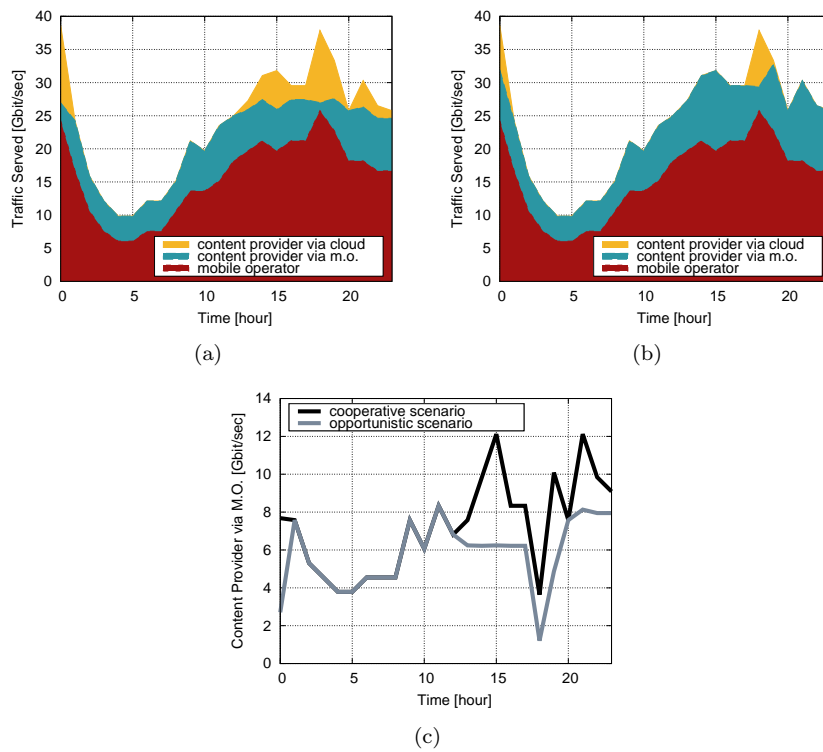 40
35
30
25
20
15
10
5
0
Traffic Served [Gbit/sec]
content provider via cloud
content provider via m.o.
mobile operator
0 5 10 15 20
Time [hour]
(a)
40
35
30
25
20
15
10
5
0
Traffic Served [Gbit/sec]
content provider via cloud
content provider via m.o.
mobile operator
0 5 10 15 20
Time [hour]
(b)
14
12
10
8
6
4
2
0
Content Provider via M.O. [Gbit/sec]
cooperative scenario
opportunistic scenario
0 5 10 15 20
Time [hour]
(c)